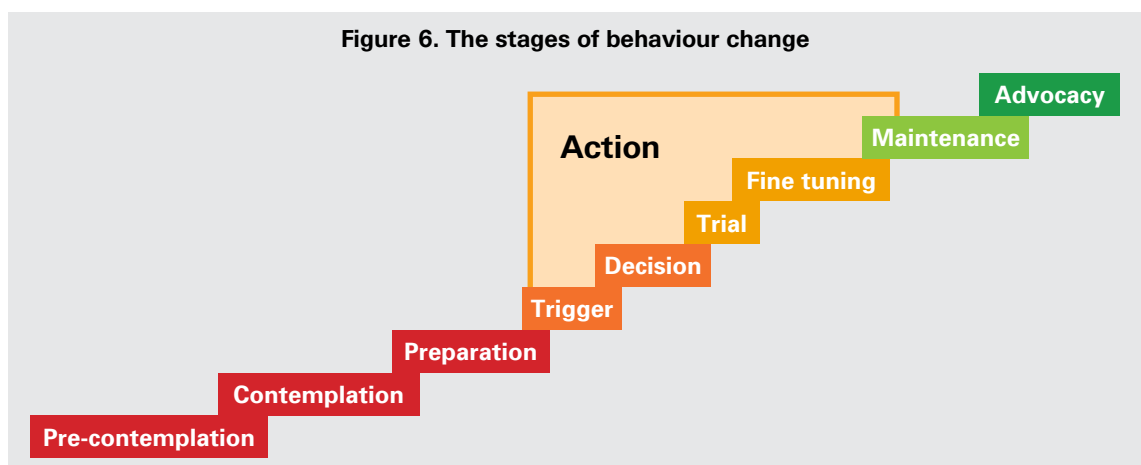 Figure 6. The stages of behaviour change
Advocacy
Maintenance
Action
Fine tuning
Trial
Decision
Trigger
Preparation
Contemplation
Pre-contemplation